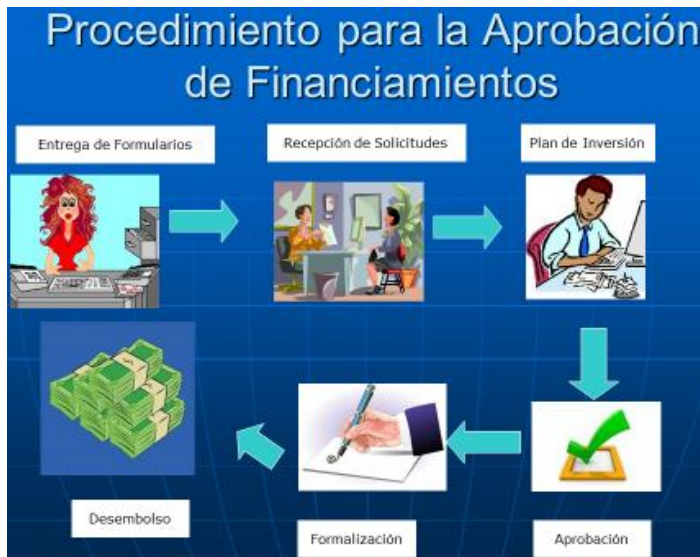 Procedimiento para la Aprobación
de Financiamientos
Entrega de Formularios
Recepción de Solicitudes
Plan de Inversión
Desembolso
Formalización
Aprobación